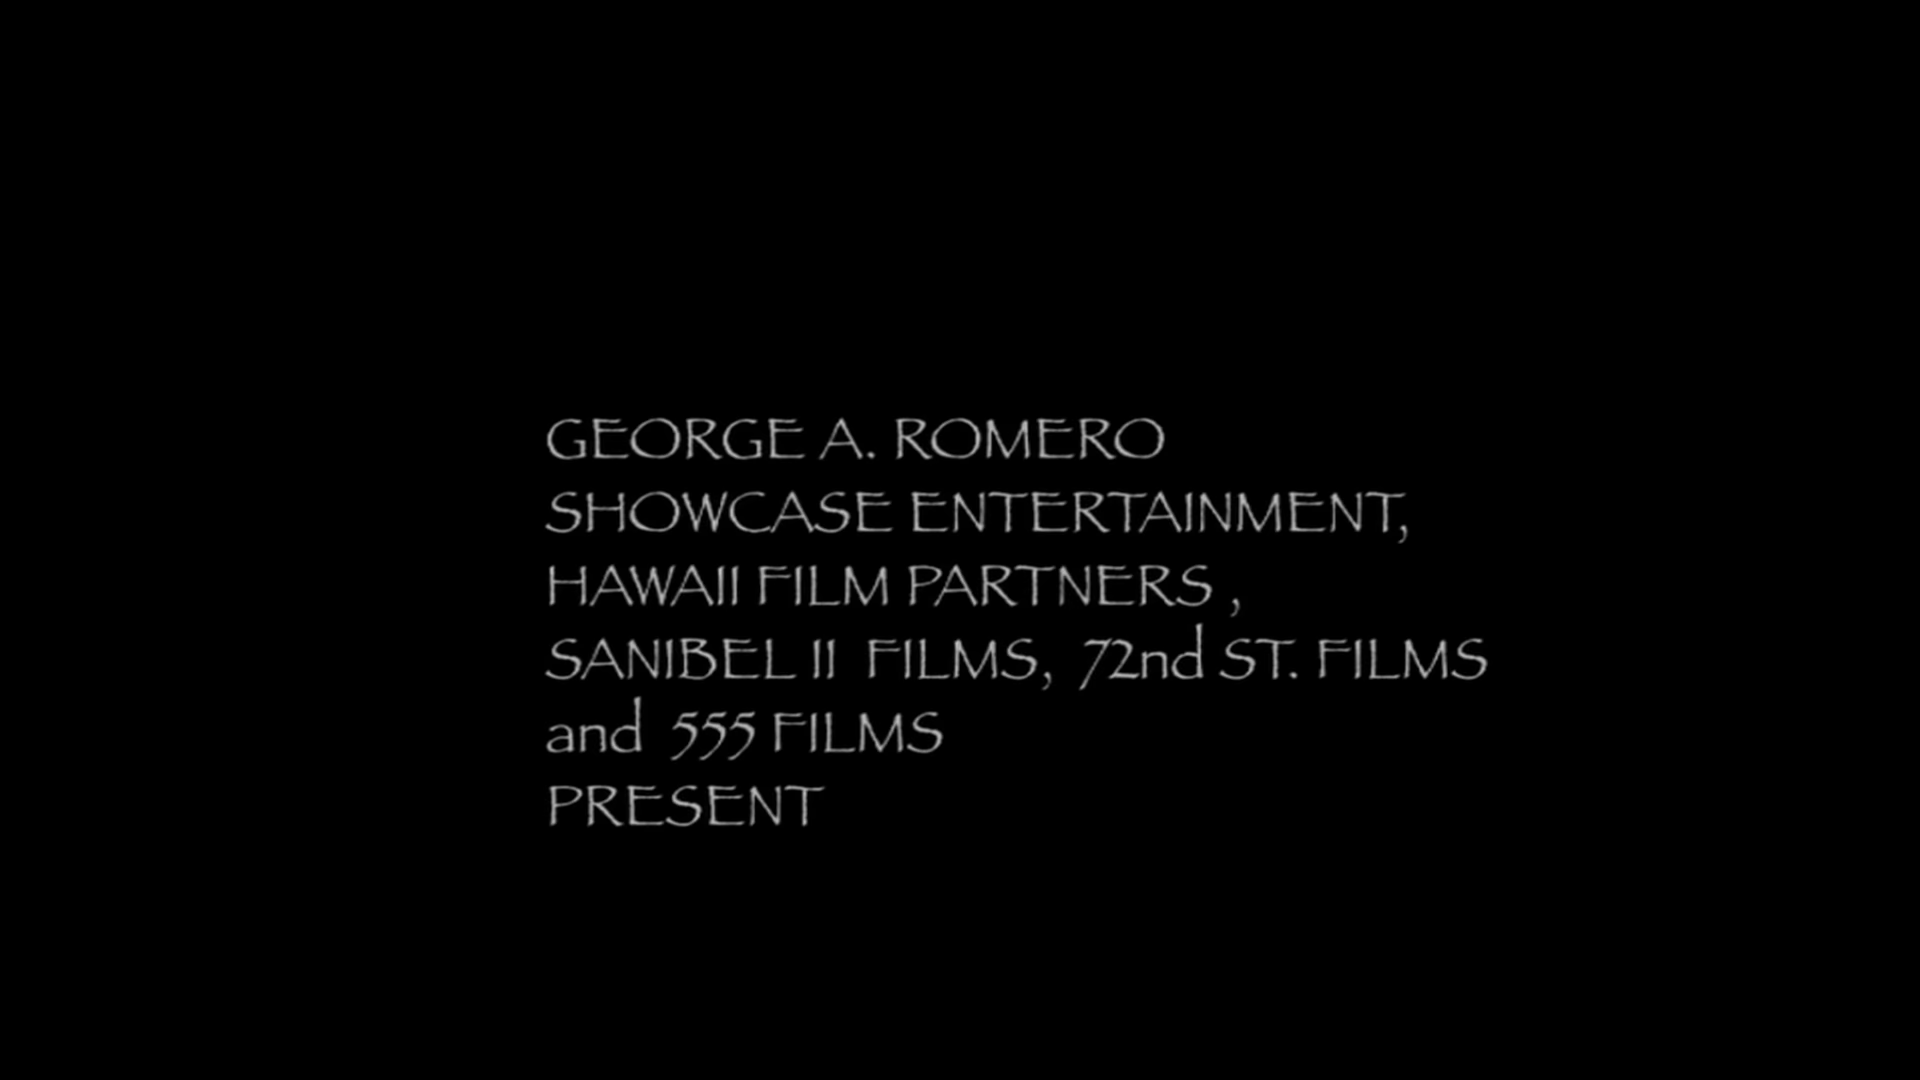 GEORGE A. ROMERO
SHOWCASE ENTERTAINMENT,
HAWAII FILM PARTNERS ,
SANIBEL II FILMS, 72nd ST. FILMS
and 555 FILMS
PRESENT